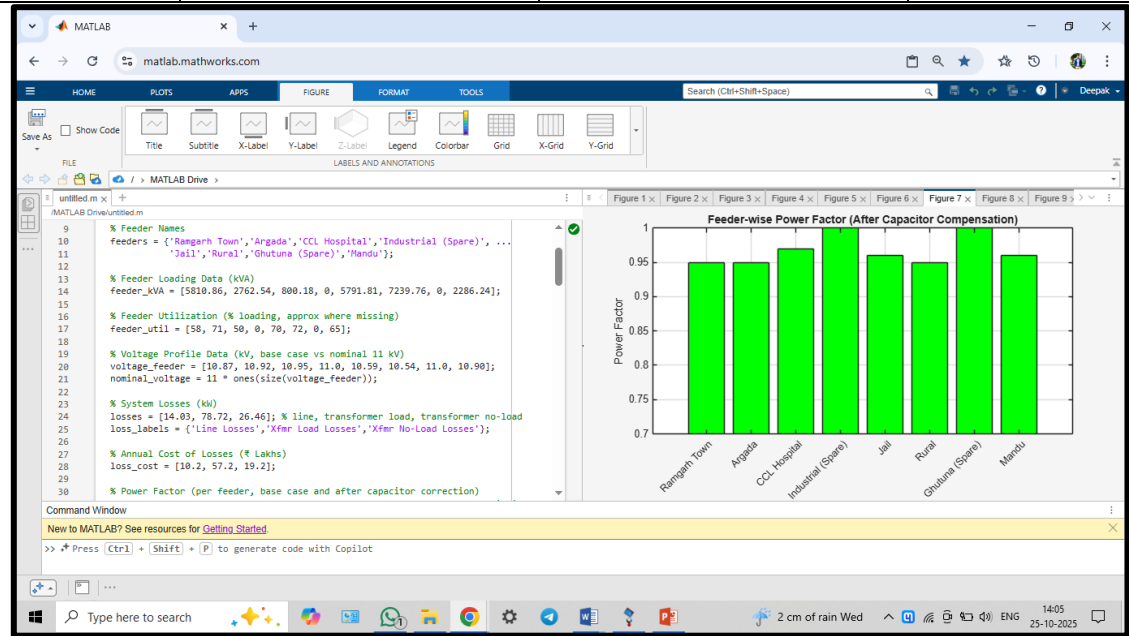 MATLAB
matlab.mathworks.com
HOME PLOTS APPS FIGURE FORMAT TOOLS Search (Ctrl+Shift+Space) Deepak
Save As
Show Code
Title Subtitle X-Label Y-Label Z-Label Legend Colorbar Grid X-Grid Y-Grid
FILE LABELS AND ANNOTATIONS
/ › MATLAB Drive ›
untitled.m × +
/MATLAB Drive/untitled.m
9 % Feeder Names
10 feeders = {'Ramgarh Town','Argada','CCL Hospital','Industrial (Spare)', ...
11 'Jail','Rural','Ghutuna (Spare)','Mandu'};
12
13 % Feeder Loading Data (kVA)
14 feeder_kVA = [5810.86, 2762.54, 800.18, 0, 5791.81, 7239.76, 0, 2286.24];
15
16 % Feeder Utilization (% loading, approx where missing)
17 feeder_util = [58, 71, 50, 0, 70, 72, 0, 65];
18
19 % Voltage Profile Data (kV, base case vs nominal 11 kV)
20 voltage_feeder = [10.87, 10.92, 10.95, 11.0, 10.59, 10.54, 11.0, 10.90];
21 nominal_voltage = 11 * ones(size(voltage_feeder));
22
23 % System Losses (kW)
24 losses = [14.03, 78.72, 26.46]; % line, transformer load, transformer no-load
25 loss_labels = {'Line Losses','Xfmr Load Losses','Xfmr No-Load Losses'};
26
27 % Annual Cost of Losses (₹ Lakhs)
28 loss_cost = [10.2, 57.2, 19.2];
29
30 % Power Factor (per feeder, base case and after capacitor correction)
Figure 1 × Figure 2 × Figure 3 × Figure 4 × Figure 5 × Figure 6 × Figure 7 × Figure 8 × Figure 9
Feeder-wise Power Factor (After Capacitor Compensation)
1
0.95
0.9
0.85
0.8
0.75
0.7
Power Factor
Ramgarh Town
Argada
CCL Hospital
Industrial (Spare)
Jail
Rural
Ghutuna (Spare)
Mandu
Command Window
New to MATLAB? See resources for Getting Started.
>> Press Ctrl + Shift + P to generate code with Copilot
Type here to search
2 cm of rain Wed
ENG
14:05
25-10-2025